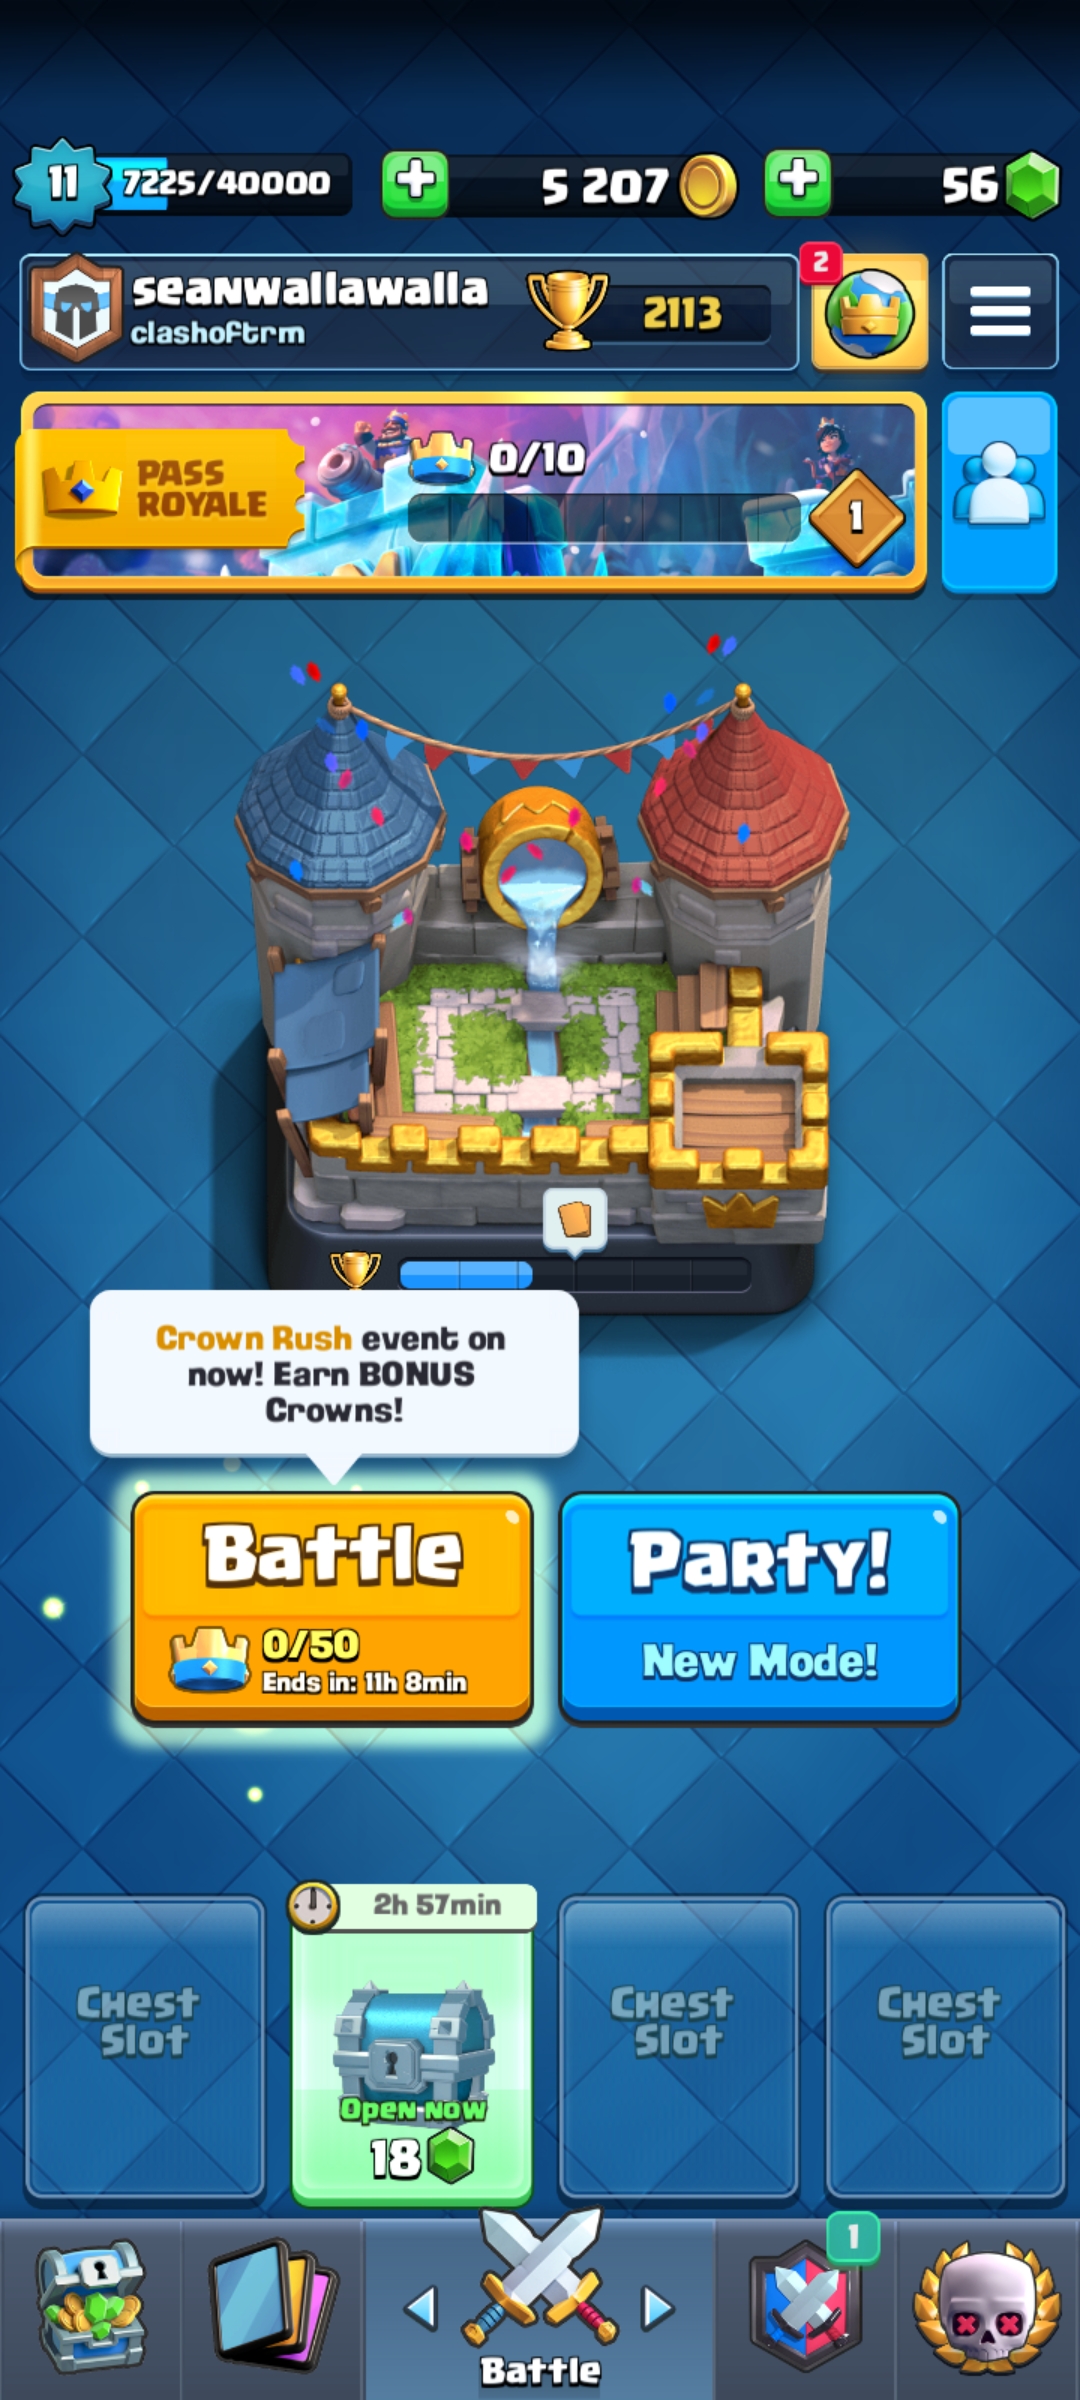 11
7225/40000
5 207
56
seanwallawalla
clashoftrm
2113
2
PASS
ROYALE
0/10
1
Crown Rush event on
now! Earn BONUS
Crowns!
Battle
0/50
Ends in: 11h 8min
Party!
New Mode!
Chest
Slot
2h 57min
Open now
18
Chest
Slot
Chest
Slot
Battle
1